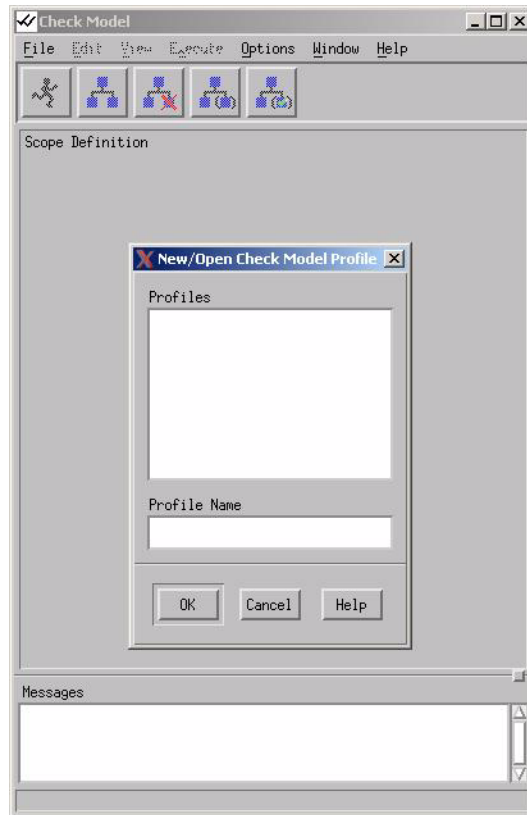 Check Model
File Edit View Execute Options Window Help
Scope Definition
New/Open Check Model Profile
Profiles
Profile Name
OK Cancel Help
Messages